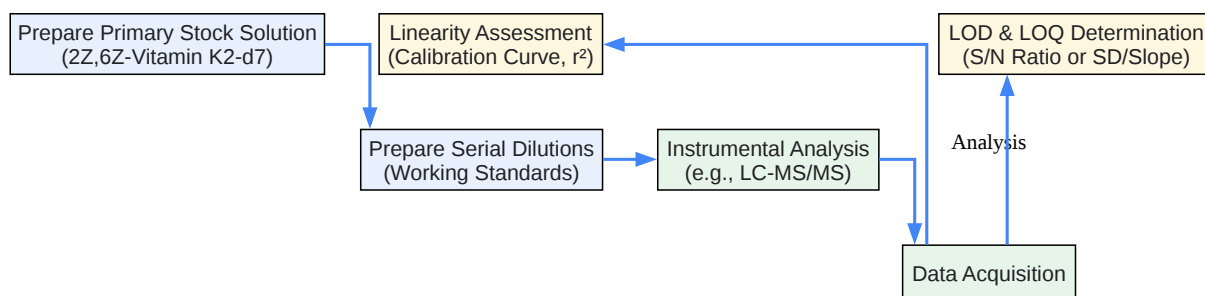 Prepare Primary Stock Solution
(2Z,6Z-Vitamin K2-d7)
Linearity Assessment
(Calibration Curve, r²)
LOD & LOQ Determination
(S/N Ratio or SD/Slope)
Prepare Serial Dilutions
(Working Standards)
Instrumental Analysis
(e.g., LC-MS/MS)
Analysis
Data Acquisition